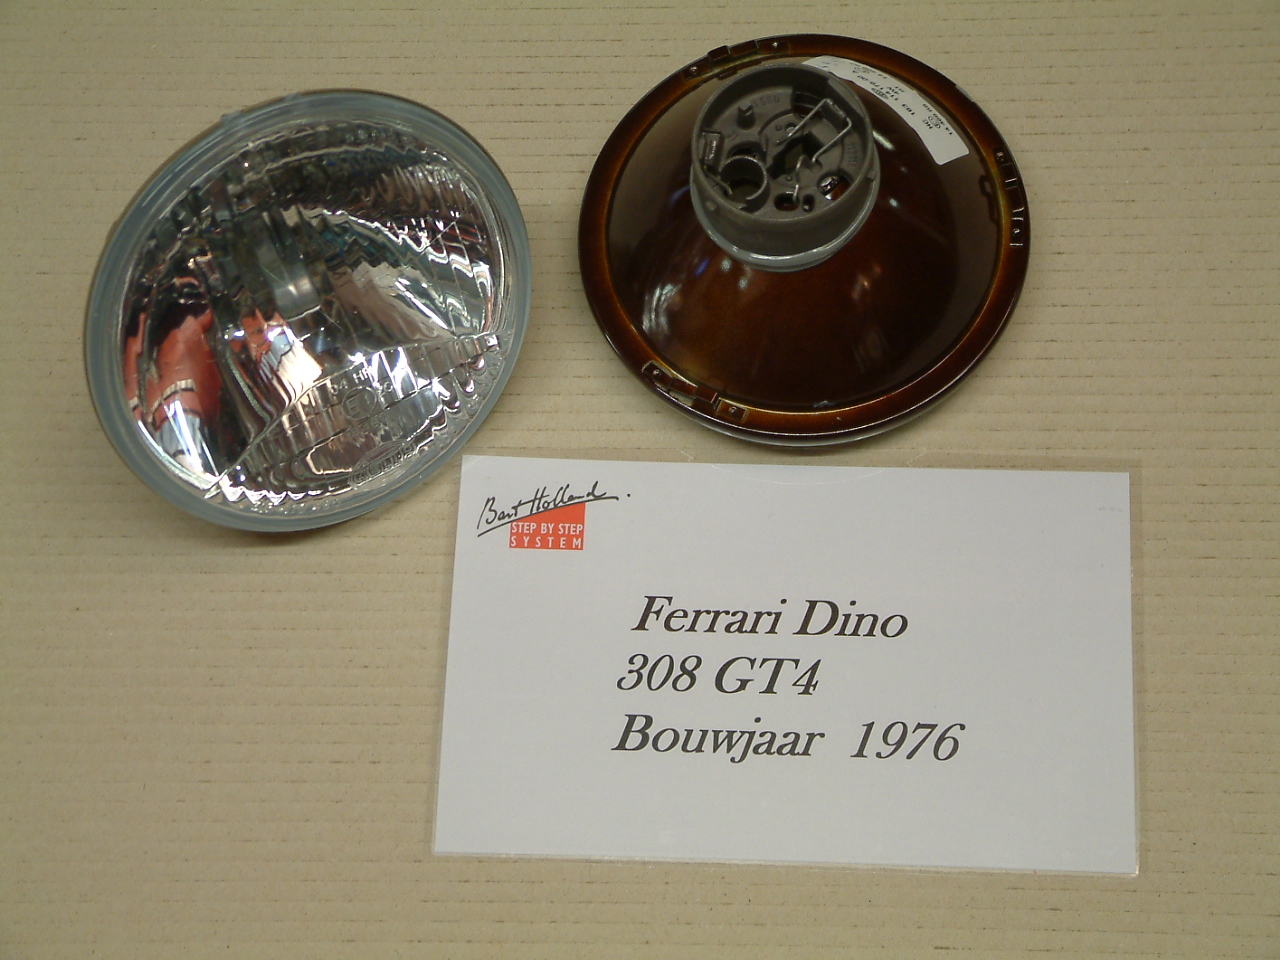 Bart Holland
STEP BY STEP
SYSTEM
Ferrari Dino
308 GT4
Bouwjaar 1976